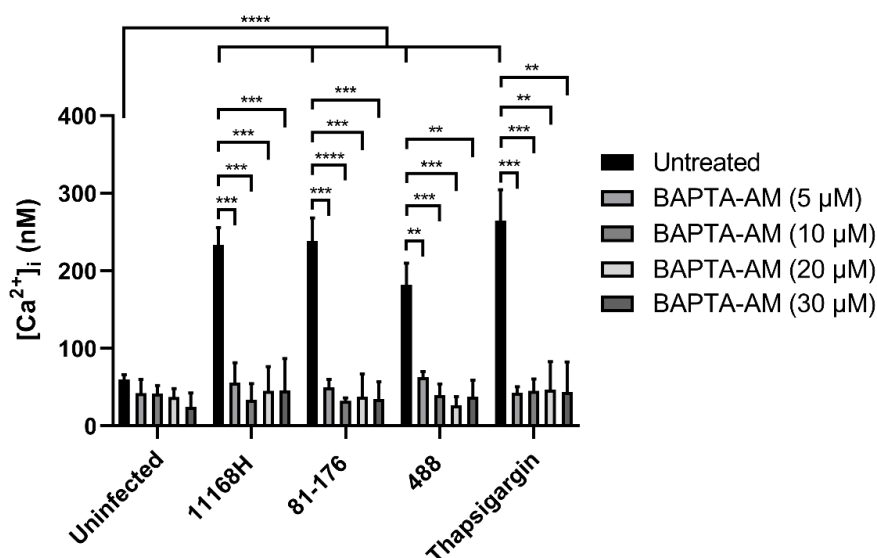 ****
**
***
***
**
***
***
**
***
****
***
***
***
***
***
***
**
400
300
200
100
0
[Ca²⁺]ᵢ (nM)
Untreated
BAPTA-AM (5 µM)
BAPTA-AM (10 µM)
BAPTA-AM (20 µM)
BAPTA-AM (30 µM)
Uninfected
11168H
81-176
488
Thapsigargin